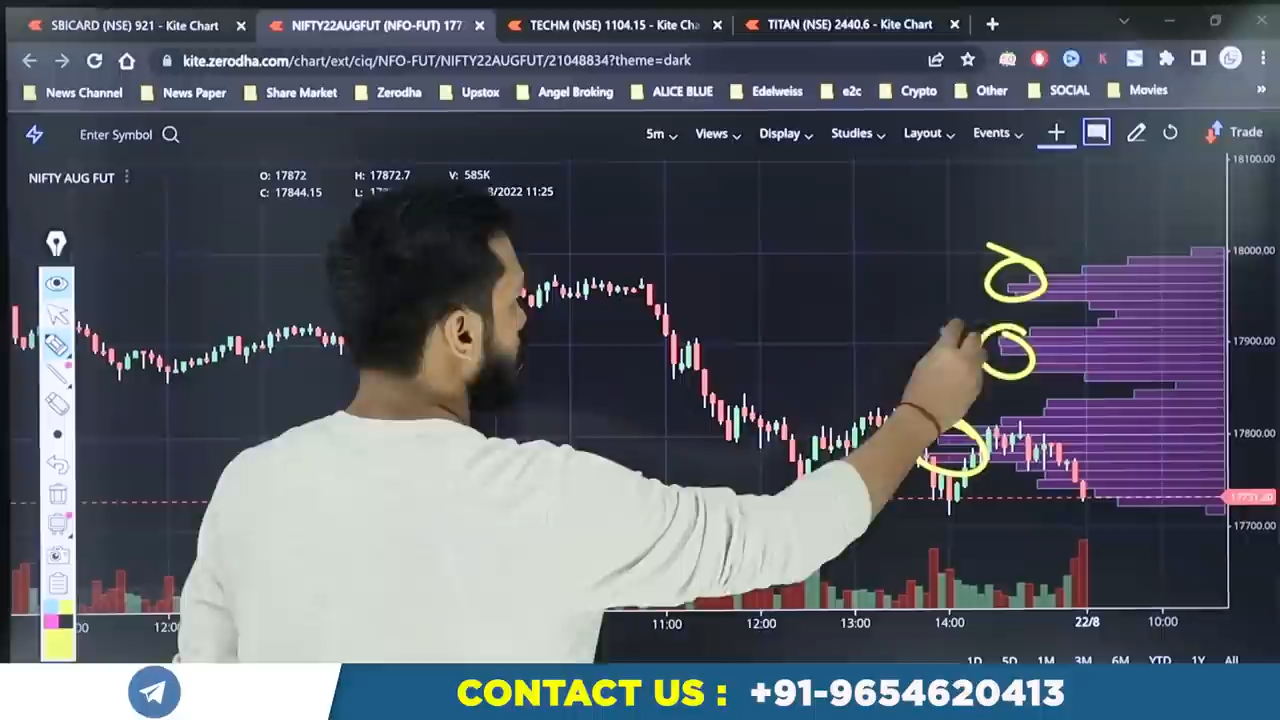 SBICARD (NSE) 921 - Kite Chart
NIFTY22AUGFUT (NFO-FUT) 177
TECHM (NSE) 1104.15 - Kite Cha
TITAN (NSE) 2440.6 - Kite Chart
kite.zerodha.com/chart/ext/ciq/NFO-FUT/NIFTY22AUGFUT/21048834?theme=dark
News Channel News Paper Share Market Zerodha Upstox Angel Broking ALICE BLUE Edelweiss e2c Crypto Other SOCIAL Movies »
Enter Symbol 5m Views Display Studies Layout Events Trade
NIFTY AUG FUT
O: 17872 H: 17872.7 V: 585K
C: 17844.15 L: /2022 11:25
18100.00
18000.00
17900.00
17800.00
17731.20
17700.00
11:00 12:00 13:00 14:00 22/8 10:00
1D 5D 1M 3M 6M YTD 1Y All
CONTACT US : +91-9654620413